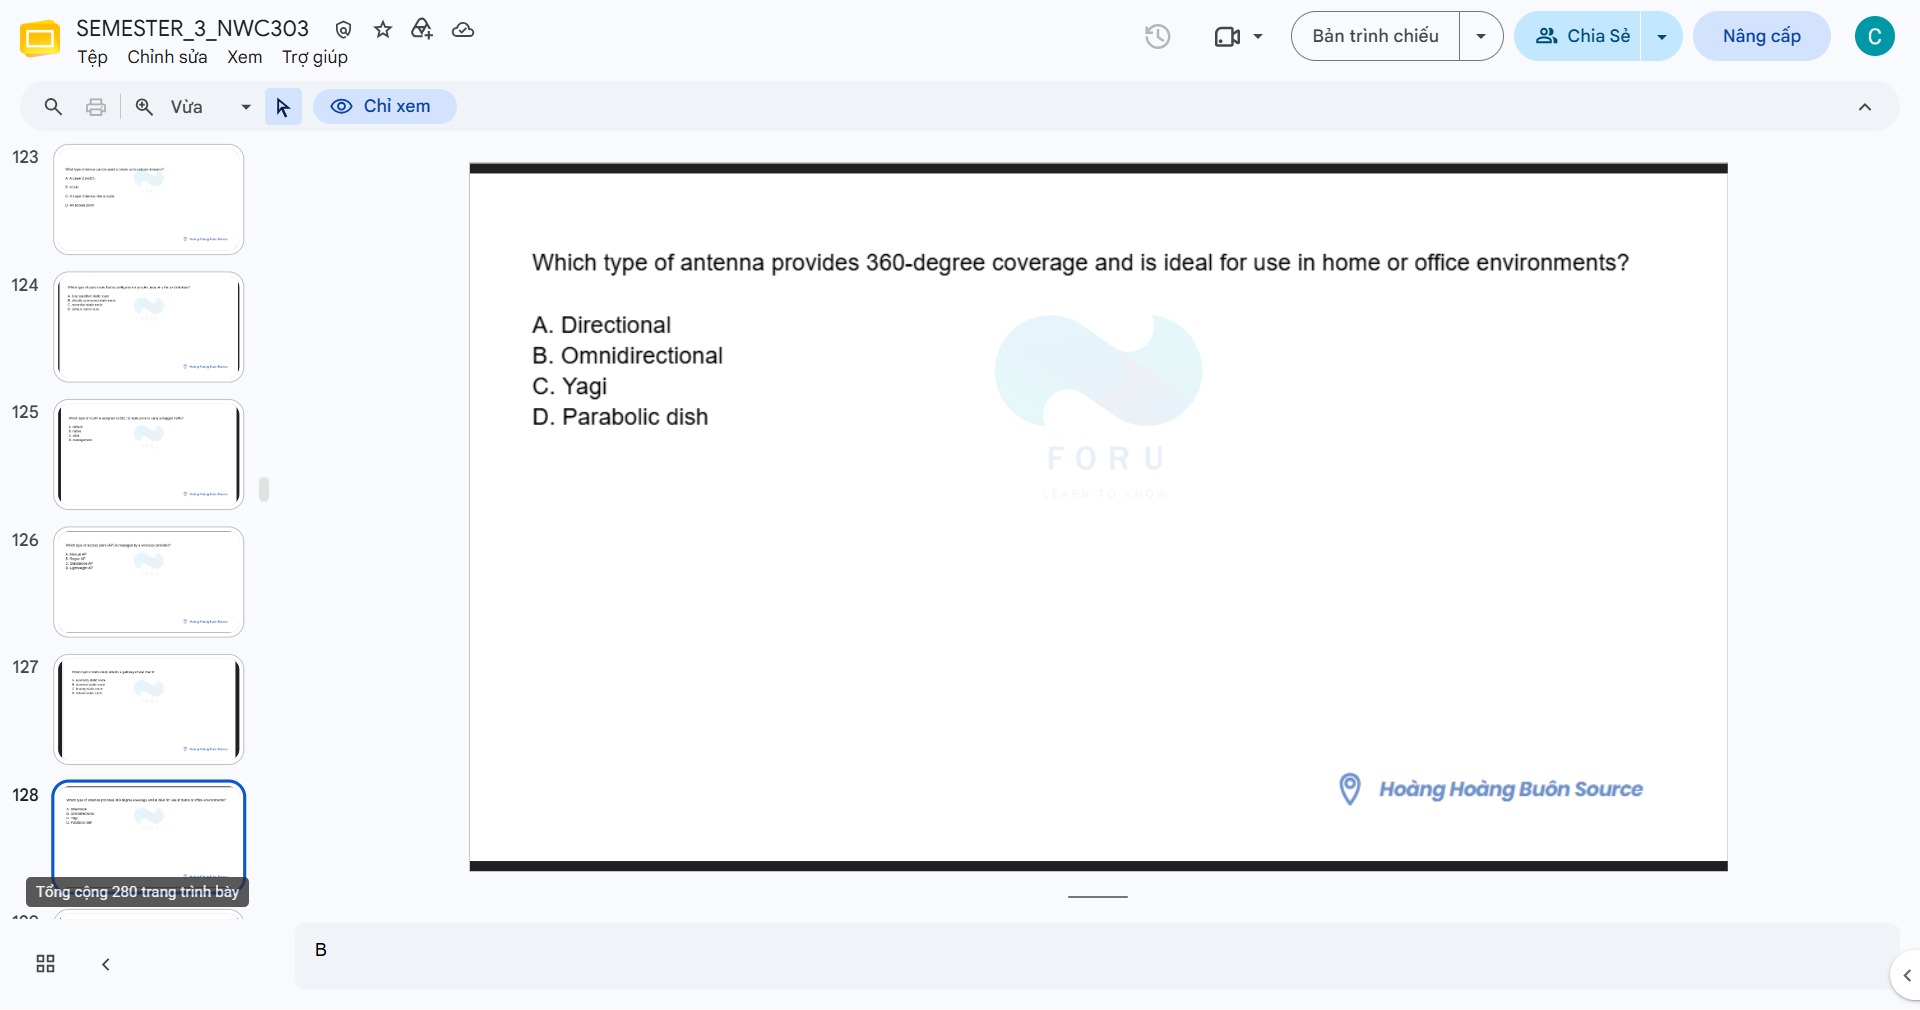 SEMESTER_3_NWC303
Tệp Chỉnh sửa Xem Trợ giúp
Bản trình chiếu
Chia Sẻ
Nâng cấp
C
Vừa
Chỉ xem
123
124
125
126
127
128
Tổng cộng 280 trang trình bày
Which type of antenna provides 360-degree coverage and is ideal for use in home or office environments?
A. Directional
B. Omnidirectional
C. Yagi
D. Parabolic dish
FORU
LEARN TO KNOW
Hoàng Hoàng Buôn Source
B